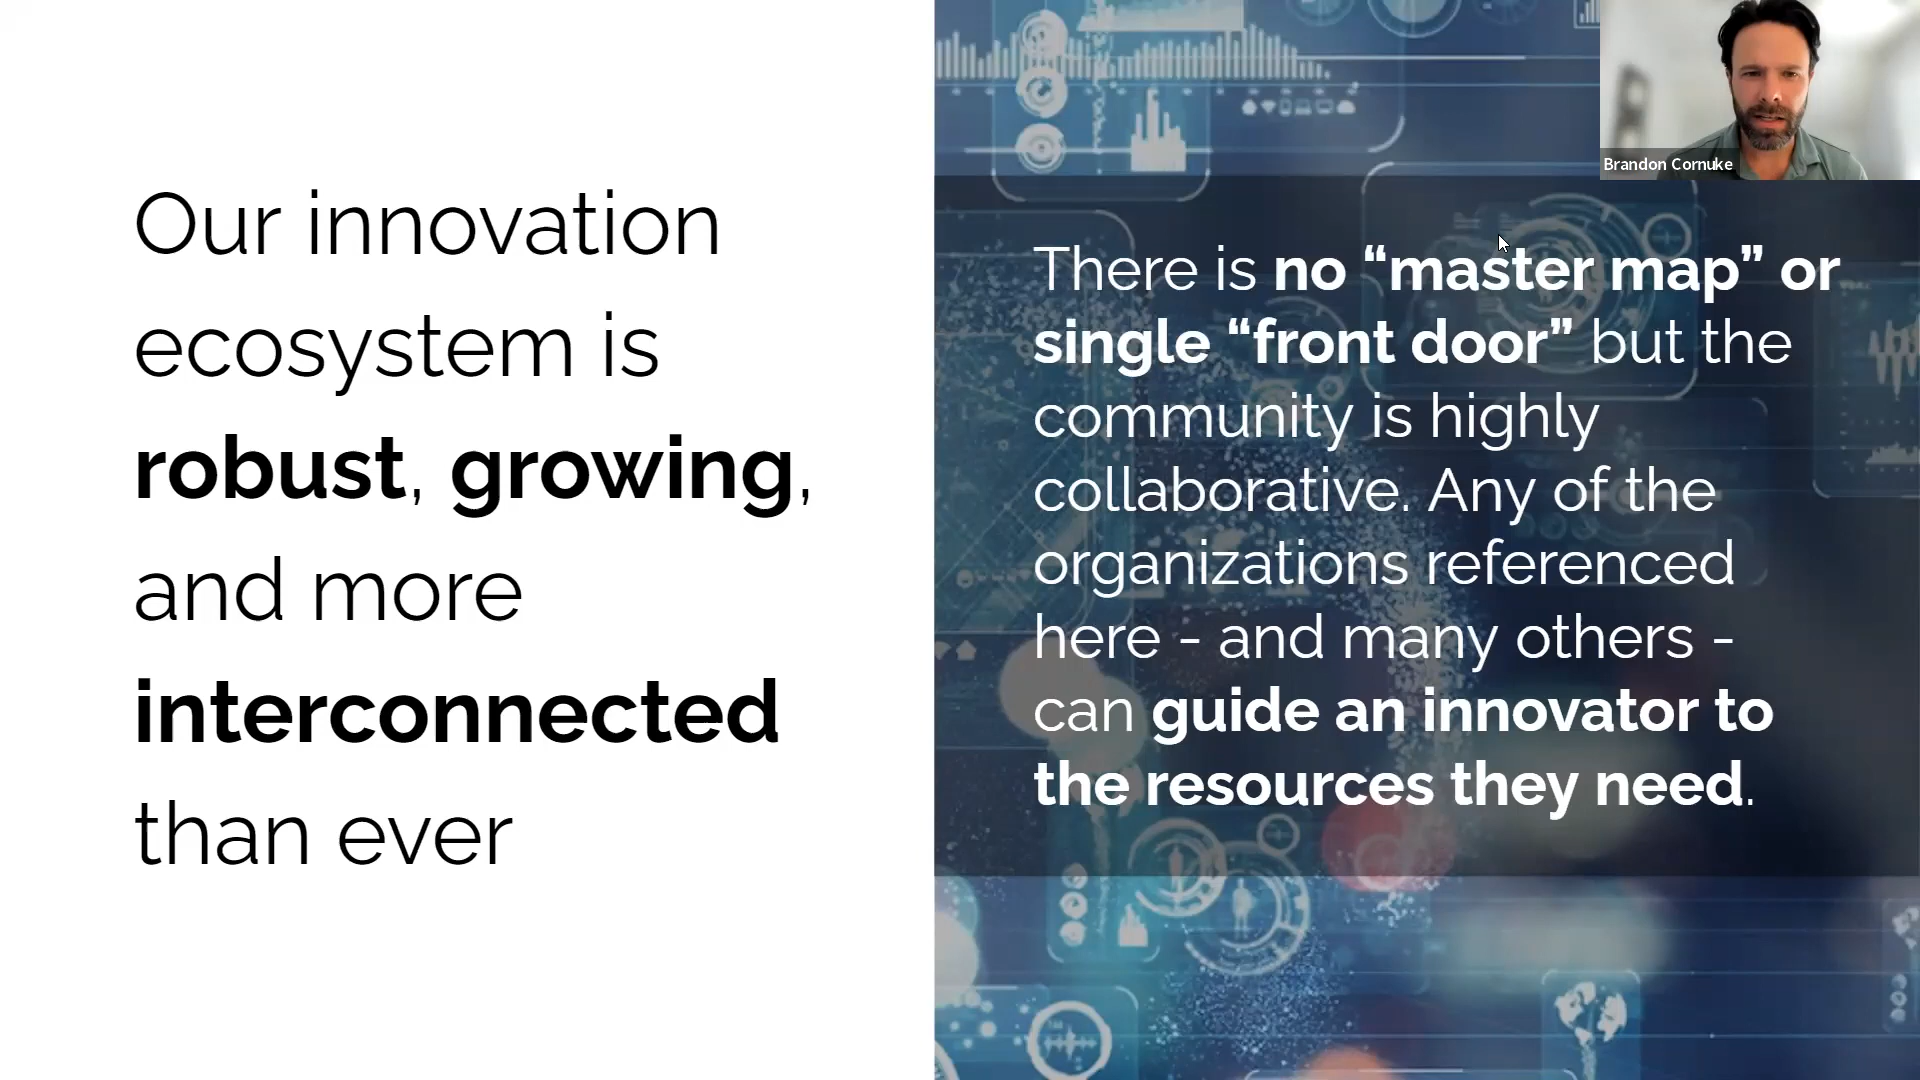 Our innovation
ecosystem is
robust, growing,
and more
interconnected
than ever
Brandon Cornuke
There is no “master map” or
single “front door” but the
community is highly
collaborative. Any of the
organizations referenced
here - and many others -
can guide an innovator to
the resources they need.